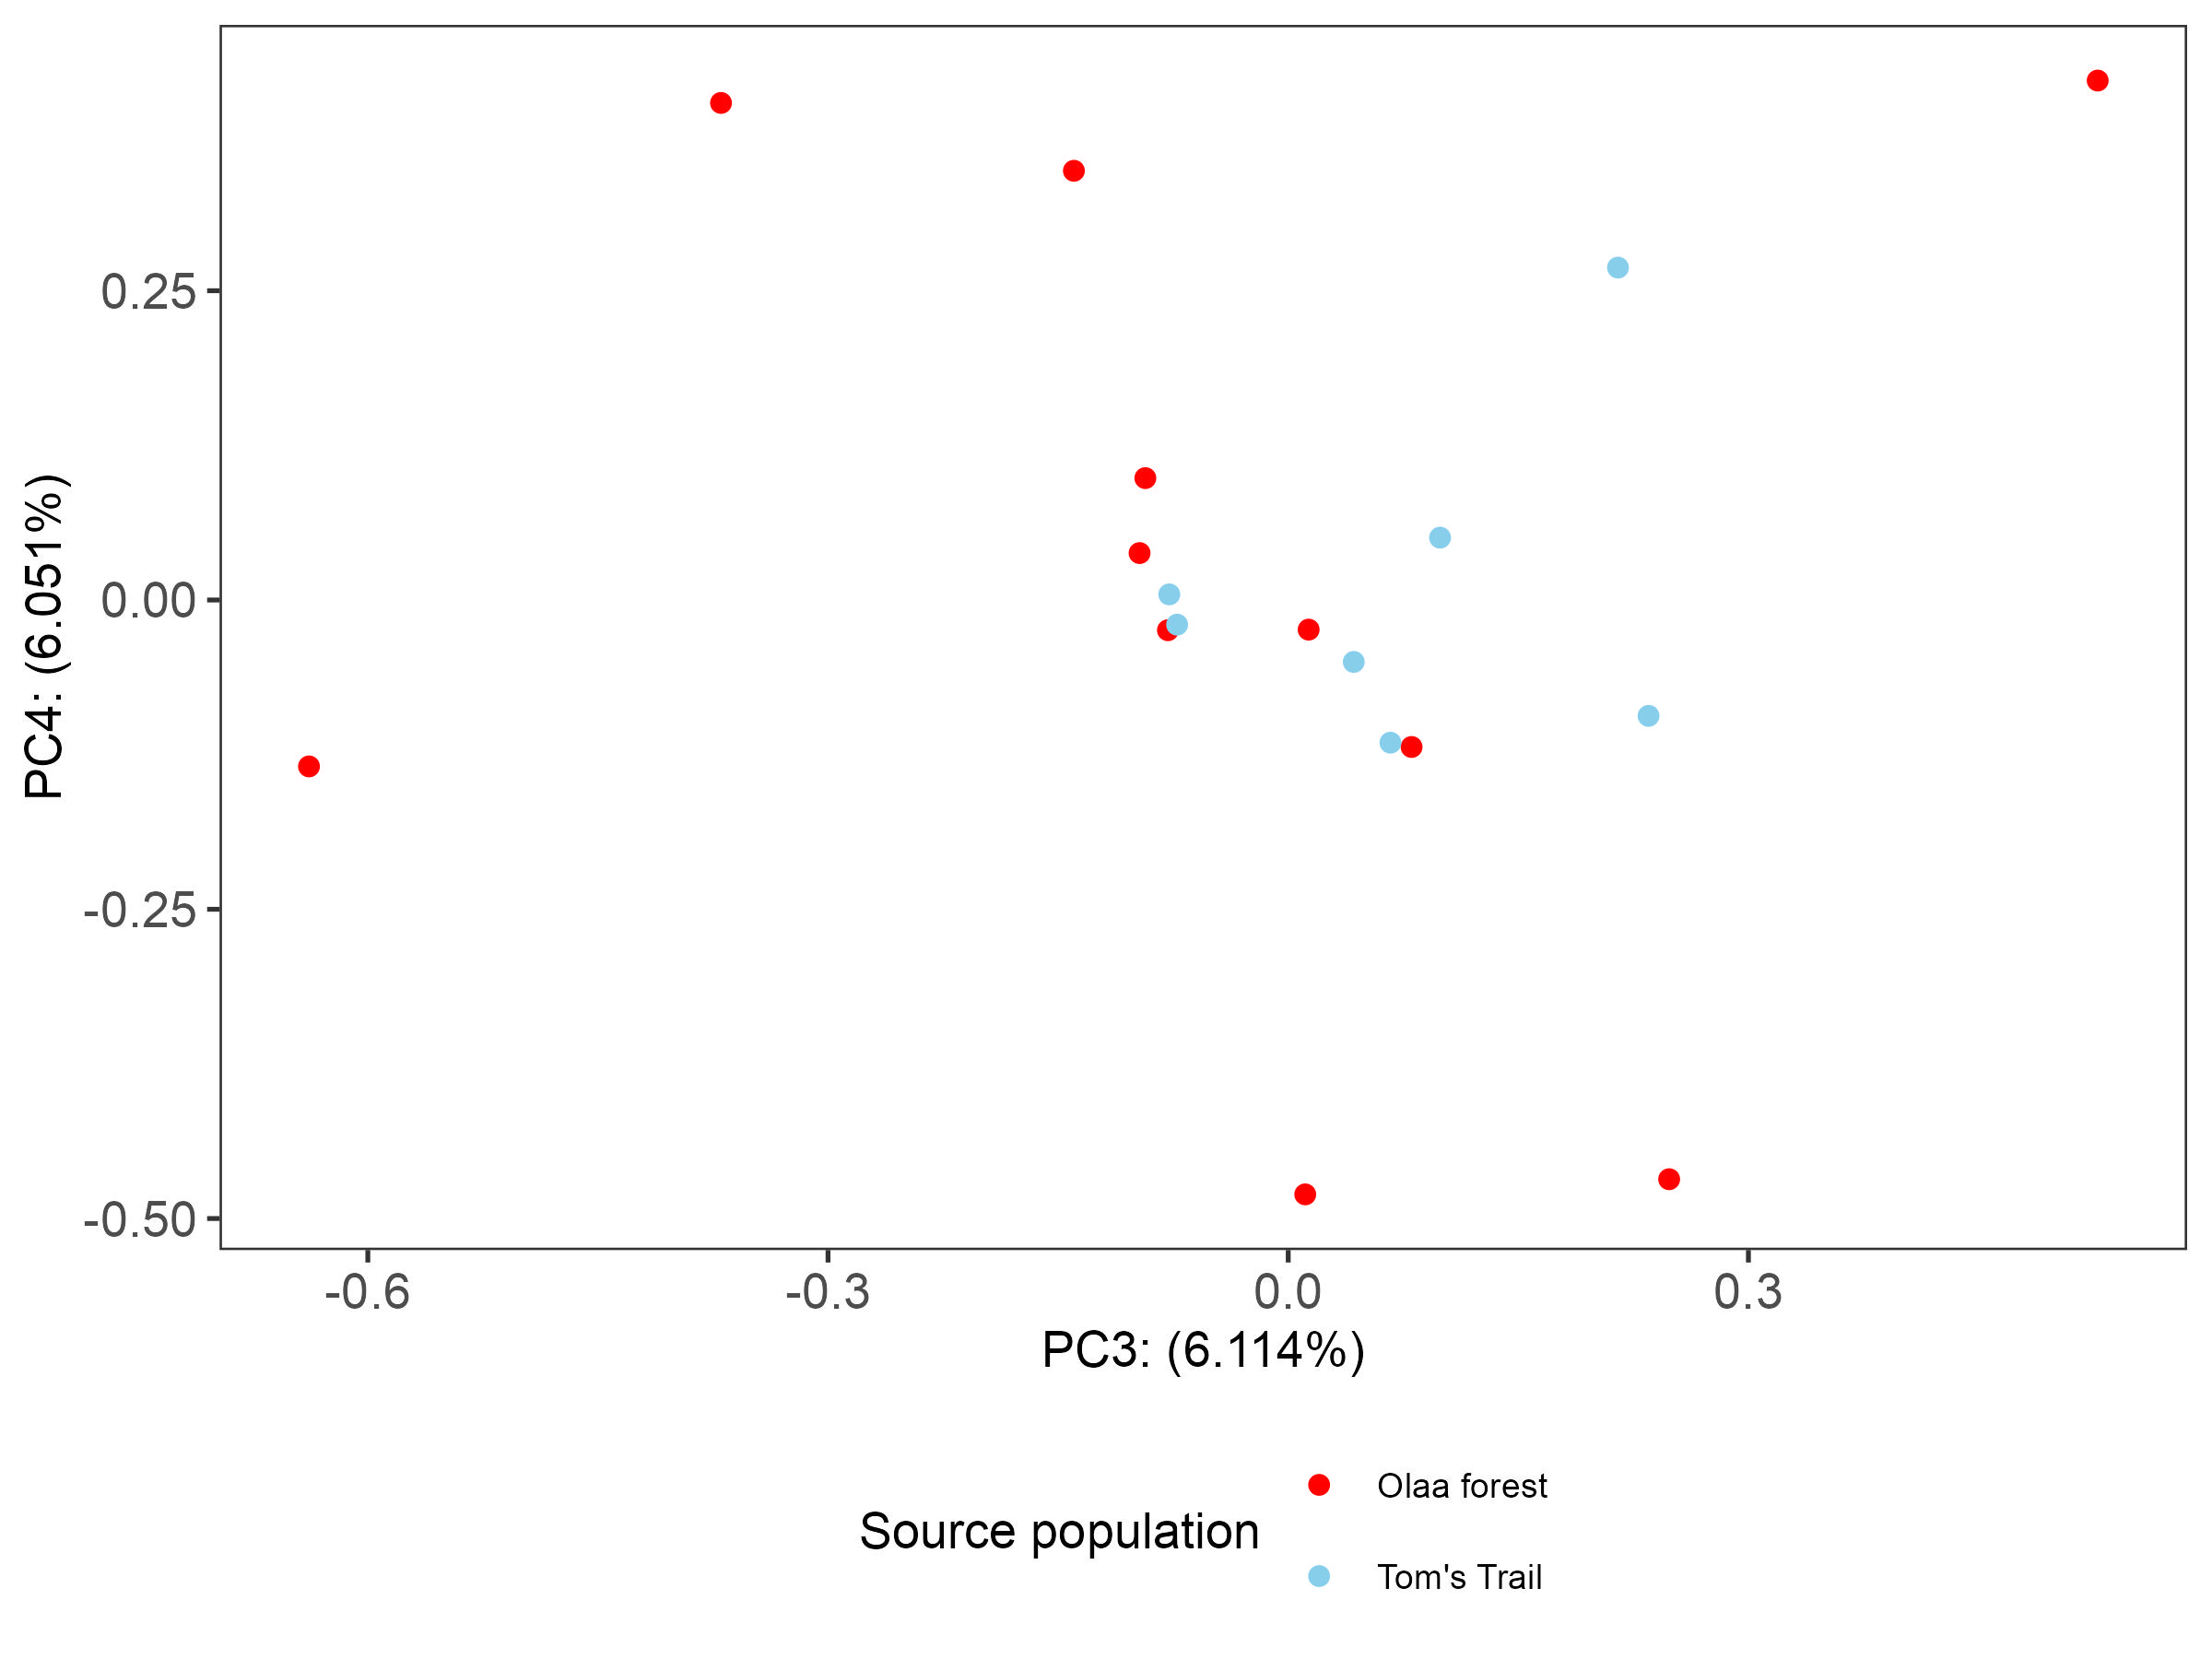 0.25
0.00
-0.25
-0.50
PC4: (6.051%)
-0.6
-0.3
0.0
0.3
PC3: (6.114%)
Source population
Olaa forest
Tom's Trail